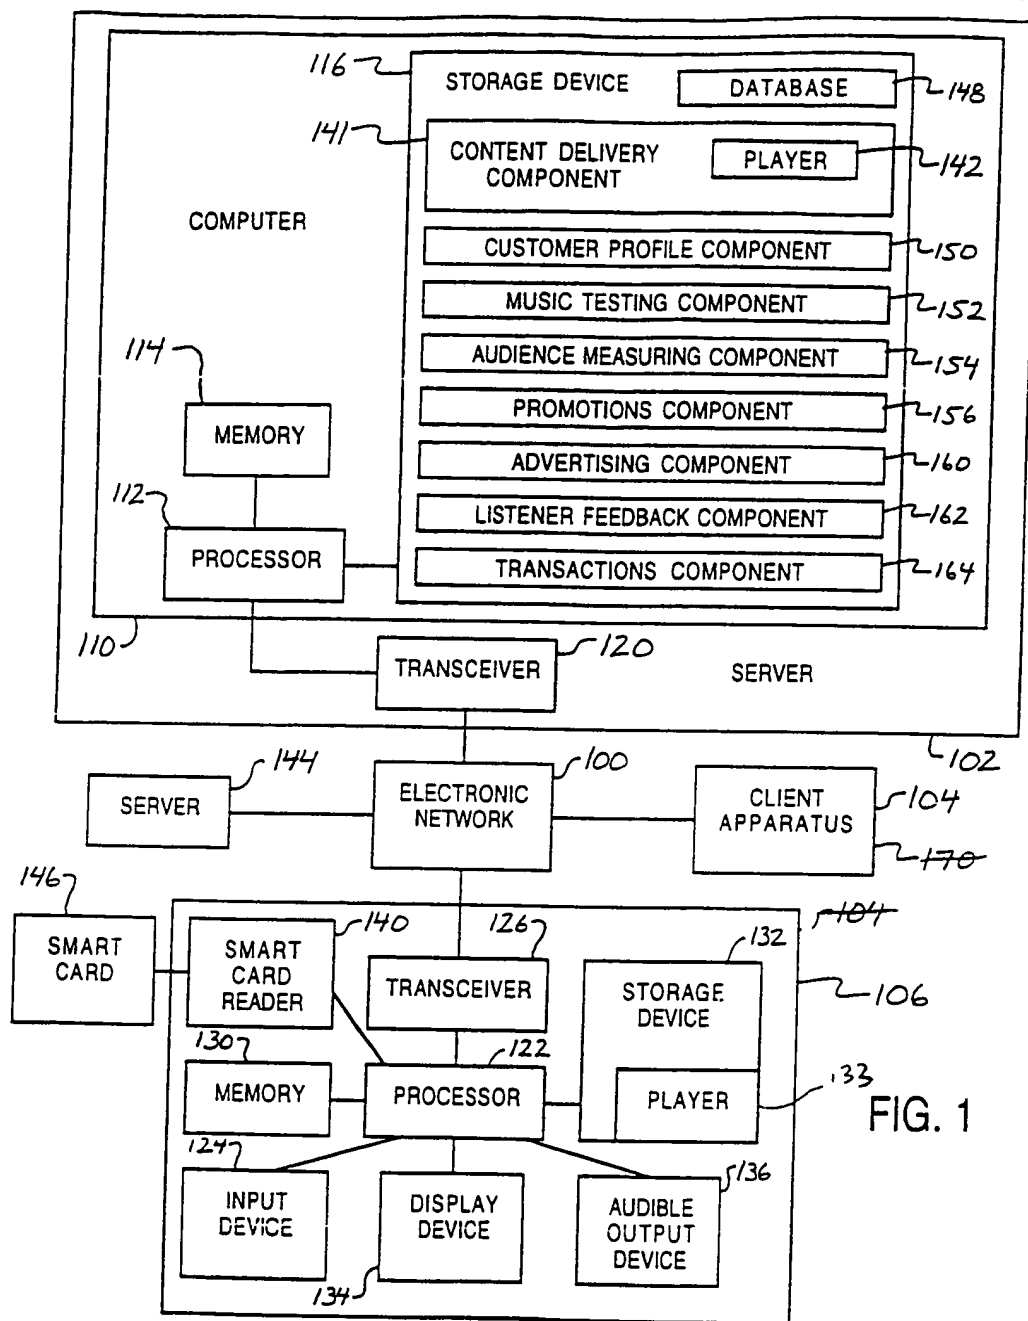 116
STORAGE DEVICE
DATABASE
148
141
CONTENT DELIVERY
COMPONENT
PLAYER
142
COMPUTER
CUSTOMER PROFILE COMPONENT
150
MUSIC TESTING COMPONENT
152
114
AUDIENCE MEASURING COMPONENT
154
MEMORY
PROMOTIONS COMPONENT
156
ADVERTISING COMPONENT
160
112
LISTENER FEEDBACK COMPONENT
162
PROCESSOR
TRANSACTIONS COMPONENT
164
110
TRANSCEIVER
120
SERVER
102
144
SERVER
100
ELECTRONIC
NETWORK
CLIENT
APPARATUS
104
170
146
SMART
CARD
140
SMART
CARD
READER
126
TRANSCEIVER
132
STORAGE
DEVICE
104
106
130
MEMORY
122
PROCESSOR
PLAYER
133
FIG. 1
124
INPUT
DEVICE
DISPLAY
DEVICE
134
AUDIBLE
OUTPUT
DEVICE
136